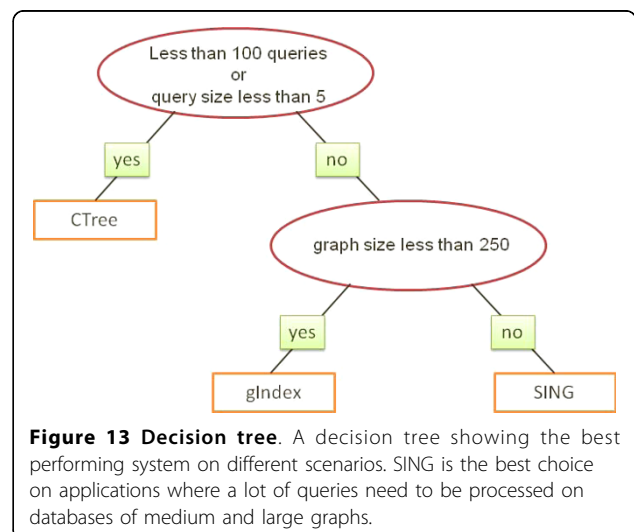 Less than 100 queries
or
query size less than 5
yes
no
CTree
graph size less than 250
yes
no
gIndex
SING
Figure 13 Decision tree. A decision tree showing the best
performing system on different scenarios. SING is the best choice
on applications where a lot of queries need to be processed on
databases of medium and large graphs.